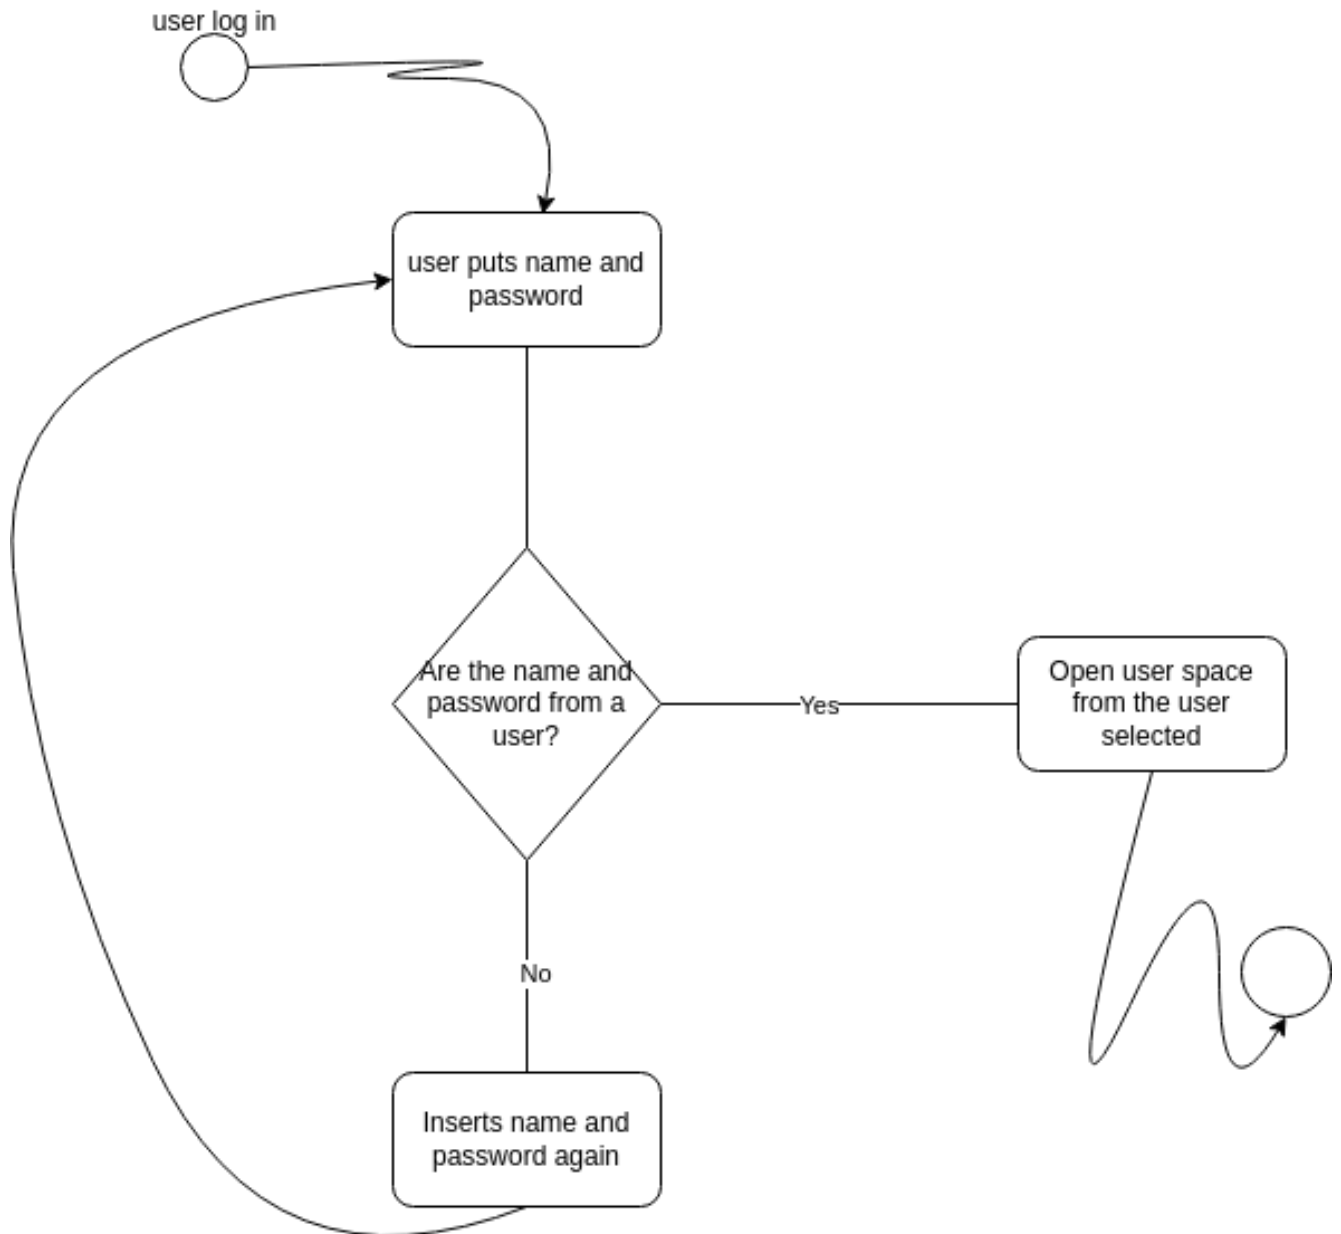 user log in
user puts name and
password
Are the name and
password from a
user?
Yes
Open user space
from the user
selected
No
Inserts name and
password again